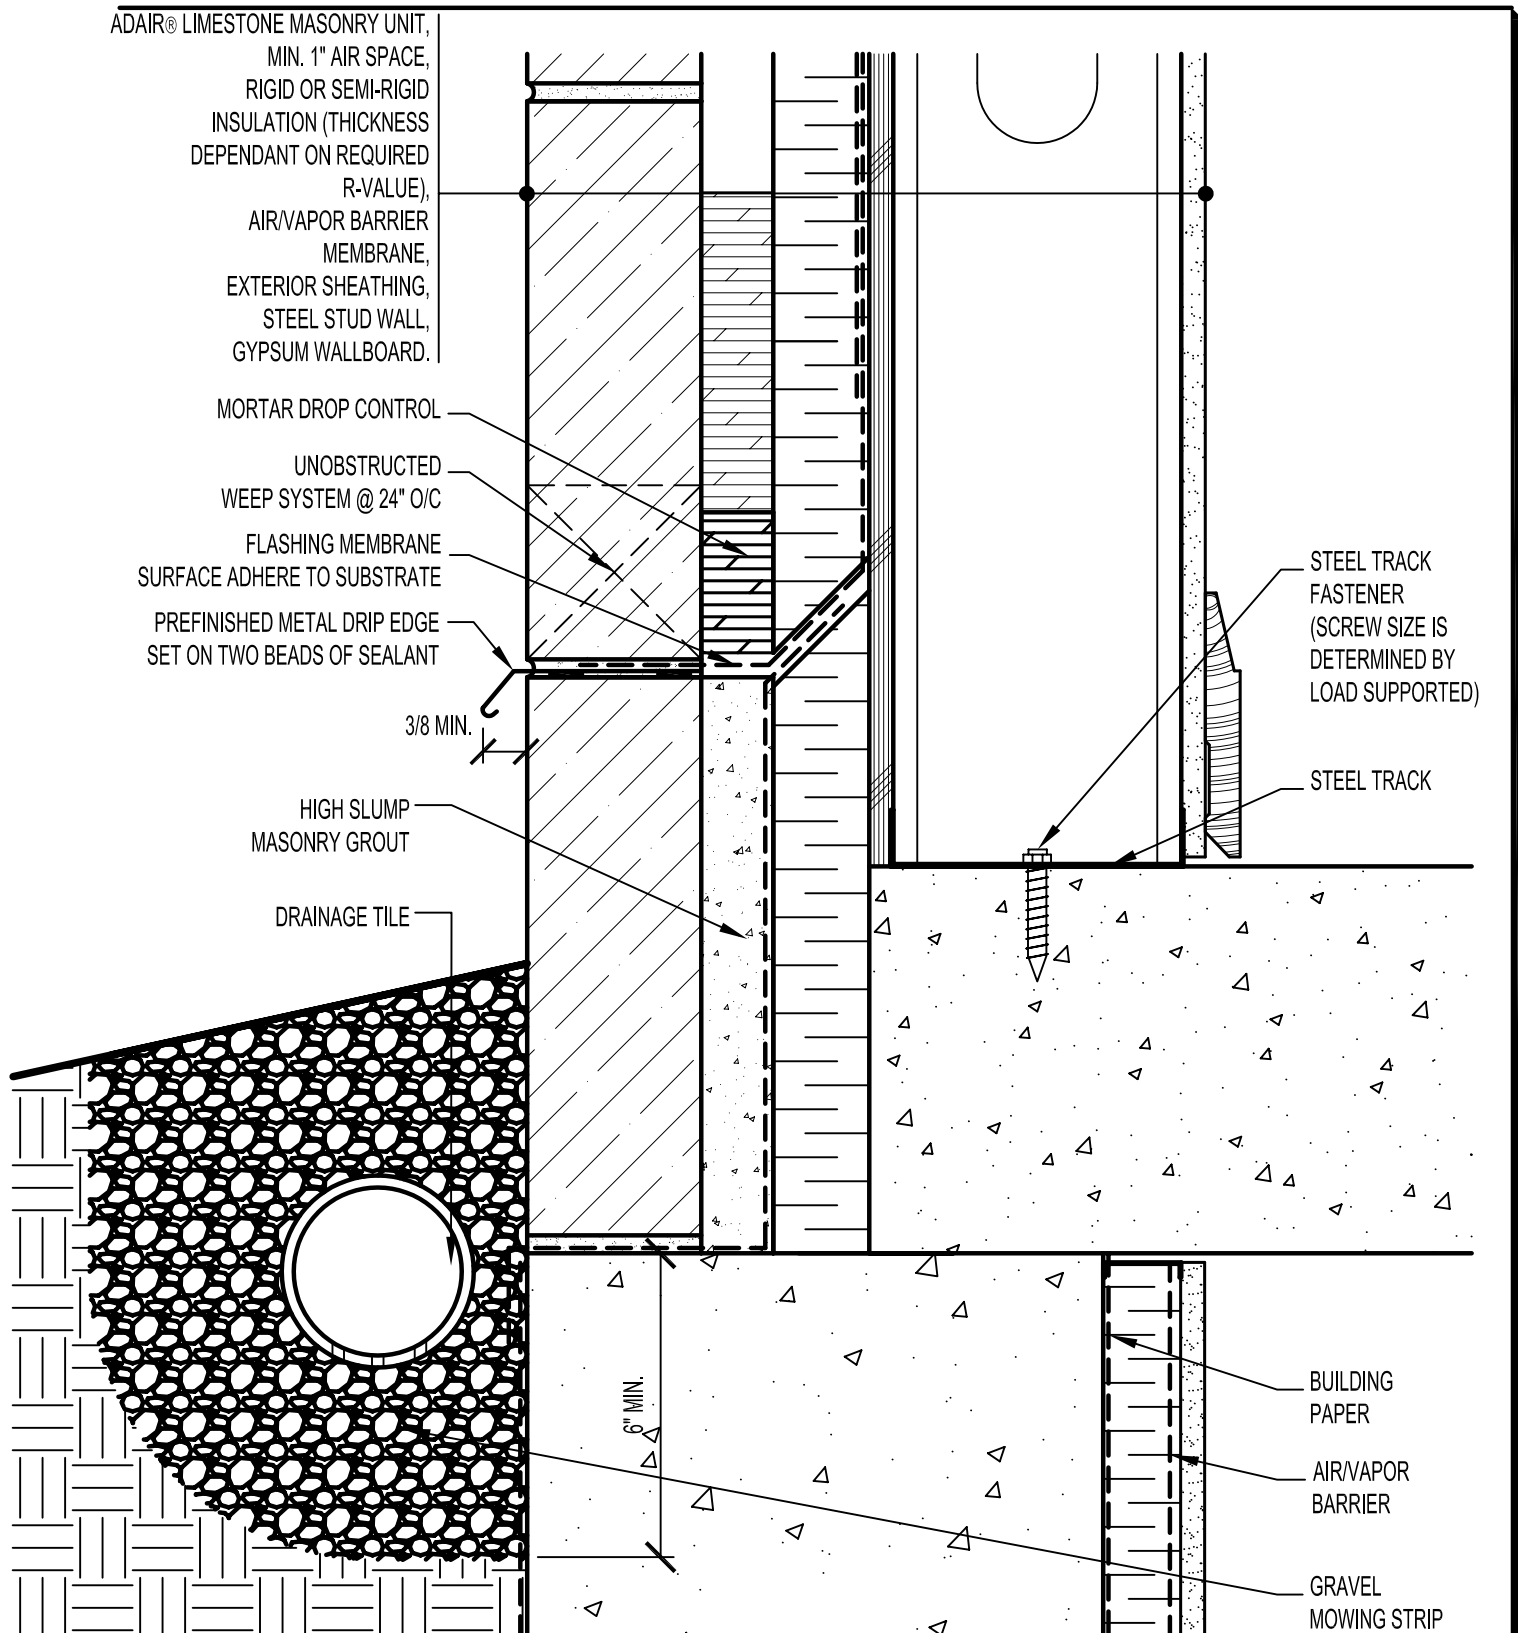 ADAIR® LIMESTONE MASONRY UNIT,
MIN. 1" AIR SPACE,
RIGID OR SEMI-RIGID
INSULATION (THICKNESS
DEPENDANT ON REQUIRED
R-VALUE),
AIR/VAPOR BARRIER
MEMBRANE,
EXTERIOR SHEATHING,
STEEL STUD WALL,
GYPSUM WALLBOARD.
MORTAR DROP CONTROL
UNOBSTRUCTED
WEEP SYSTEM @ 24" O/C
FLASHING MEMBRANE
SURFACE ADHERE TO SUBSTRATE
PREFINISHED METAL DRIP EDGE
SET ON TWO BEADS OF SEALANT
3/8 MIN.
HIGH SLUMP
MASONRY GROUT
DRAINAGE TILE
STEEL TRACK
FASTENER
(SCREW SIZE IS
DETERMINED BY
LOAD SUPPORTED)
STEEL TRACK
6" MIN.
BUILDING
PAPER
AIR/VAPOR
BARRIER
GRAVEL
MOWING STRIP